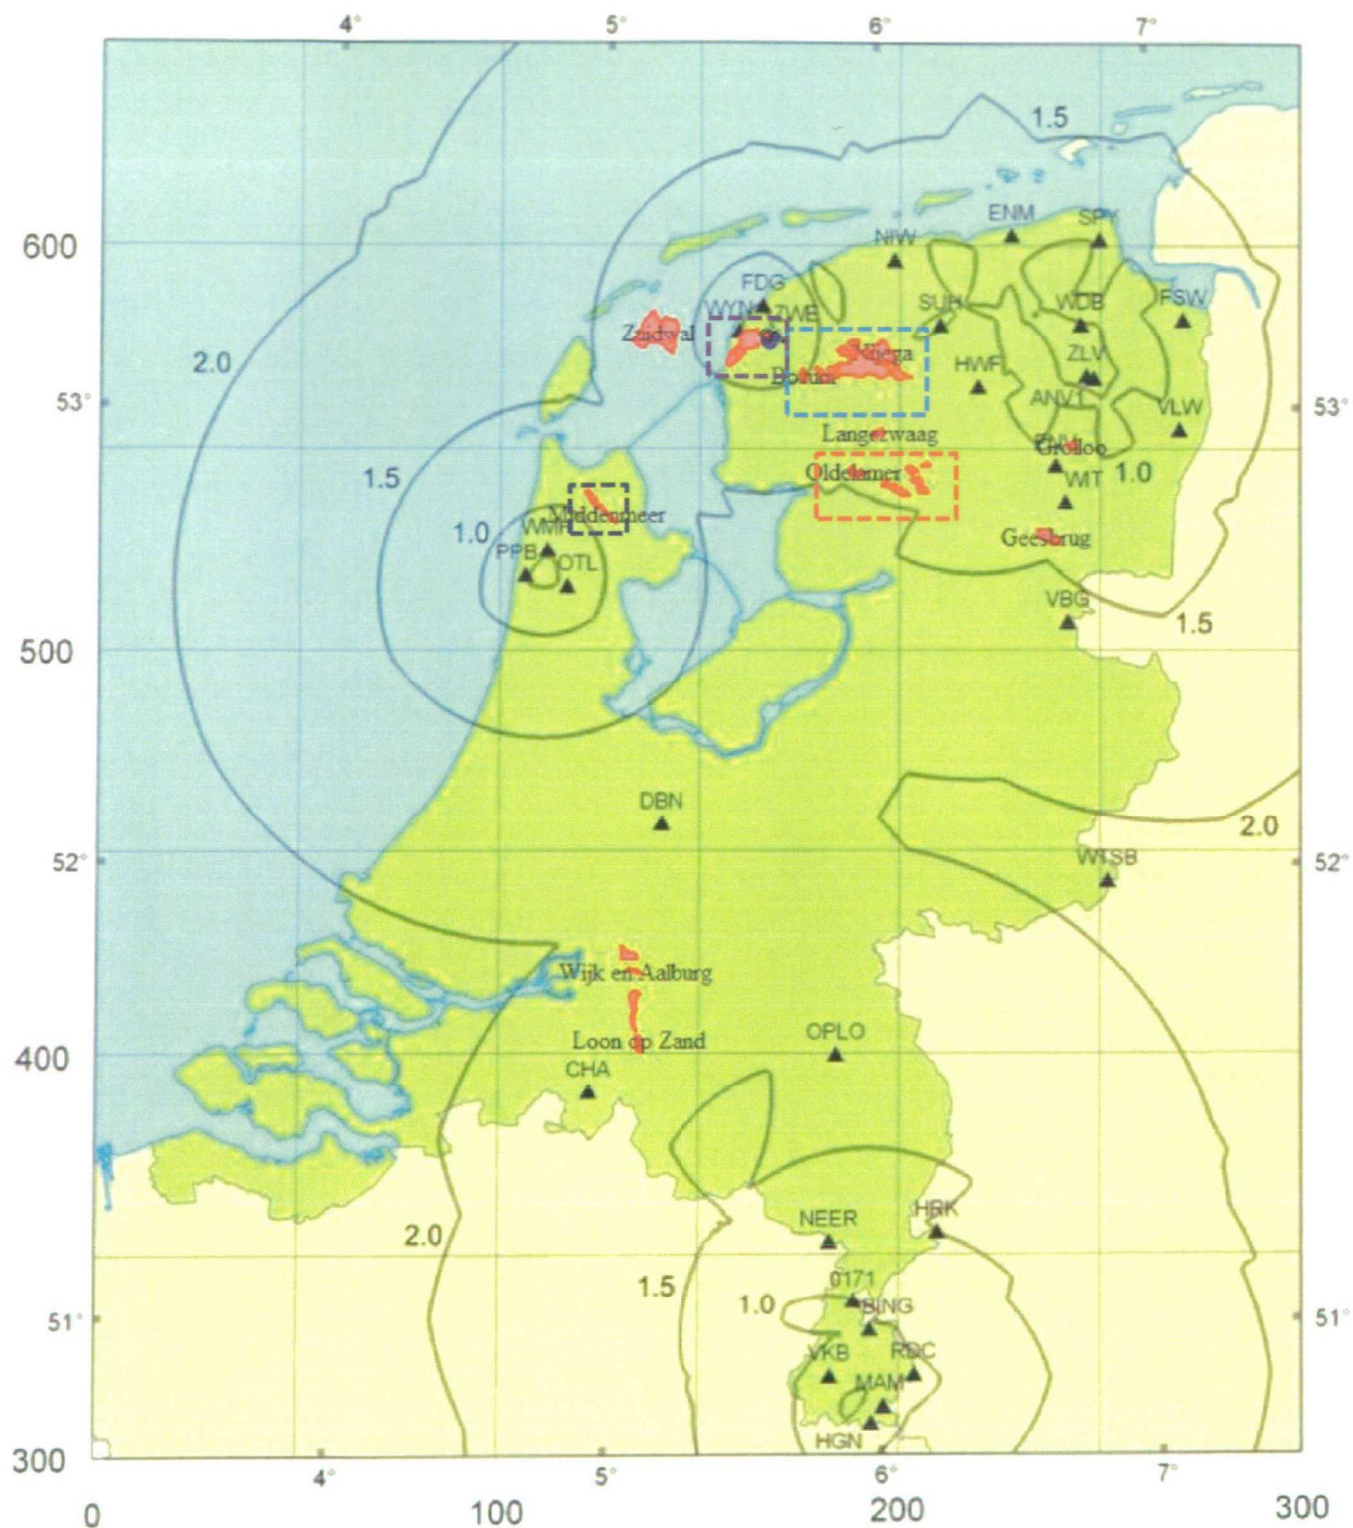 4° 5° 6° 7°
1.5
ENM
SPY
600
NIW
FDG
WYN ZWE
SUH
WDB
FSW
Zuidwal
2.0
Kijega
ZLV
HWF
53°
ANV1
VLW
53°
Langezwaag
Grolloo
1.5
Oldelamer
WIT
1.0
Middenmeer
1.0
WMH
Geesbrug
PPB
OTL
VBG
1.5
500
DBN
2.0
52°
WTSB
52°
Wijk en Aalburg
400
OPLO
Loon op Zand
CHA
NEER
HRK
2.0
0171
1.5
1.0
BING
51°
51°
VKB
RDC
MAM
HGN
300
4° 5° 6° 7°
0 100 200 300